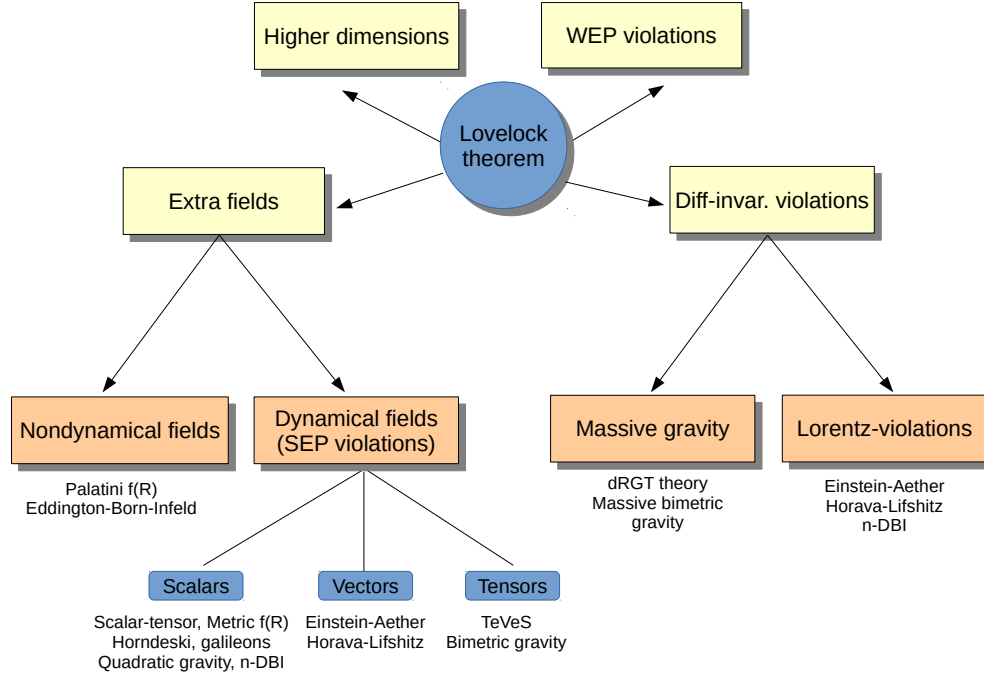 Higher dimensions
WEP violations
Lovelock
theorem
Extra fields
Diff-invar. violations
Nondynamical fields
Dynamical fields
(SEP violations)
Massive gravity
Lorentz-violations
Palatini f(R)
Eddington-Born-Infeld
dRGT theory
Massive bimetric
gravity
Einstein-Aether
Horava-Lifshitz
n-DBI
Scalars
Vectors
Tensors
Scalar-tensor, Metric f(R)
Horndeski, galileons
Quadratic gravity, n-DBI
Einstein-Aether
Horava-Lifshitz
TeVeS
Bimetric gravity